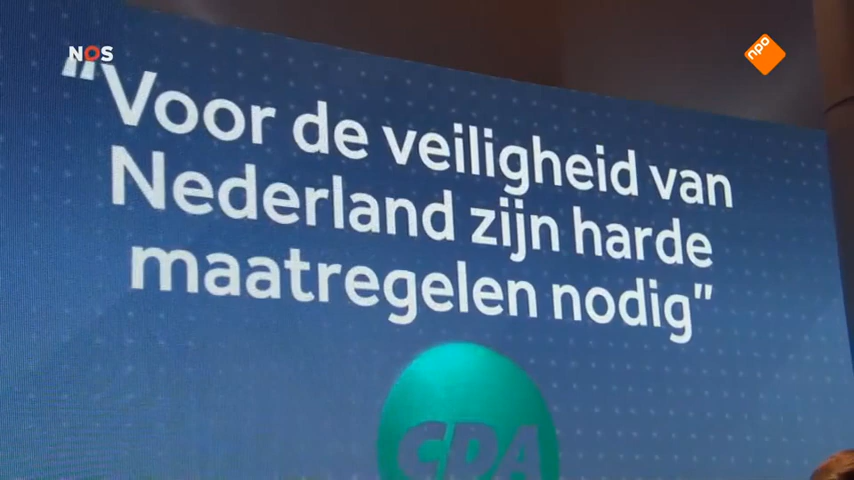 NOS
npo
“Voor de veiligheid van
Nederland zijn harde
maatregelen nodig”
CDA